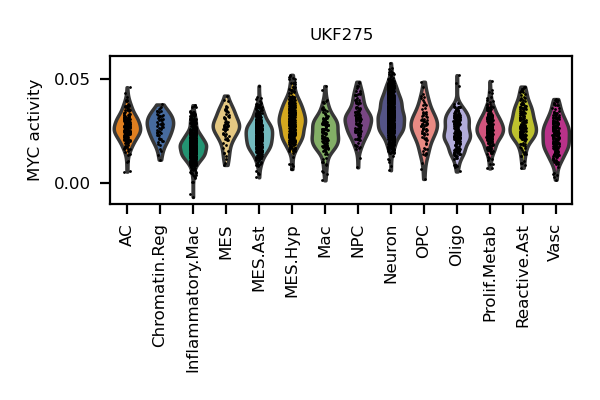 UKF275
MYC activity
0.05
0.00
AC
Chromatin.Reg
Inflammatory.Mac
MES
MES.Ast
MES.Hyp
Mac
NPC
Neuron
OPC
Oligo
Prolif.Metab
Reactive.Ast
Vasc